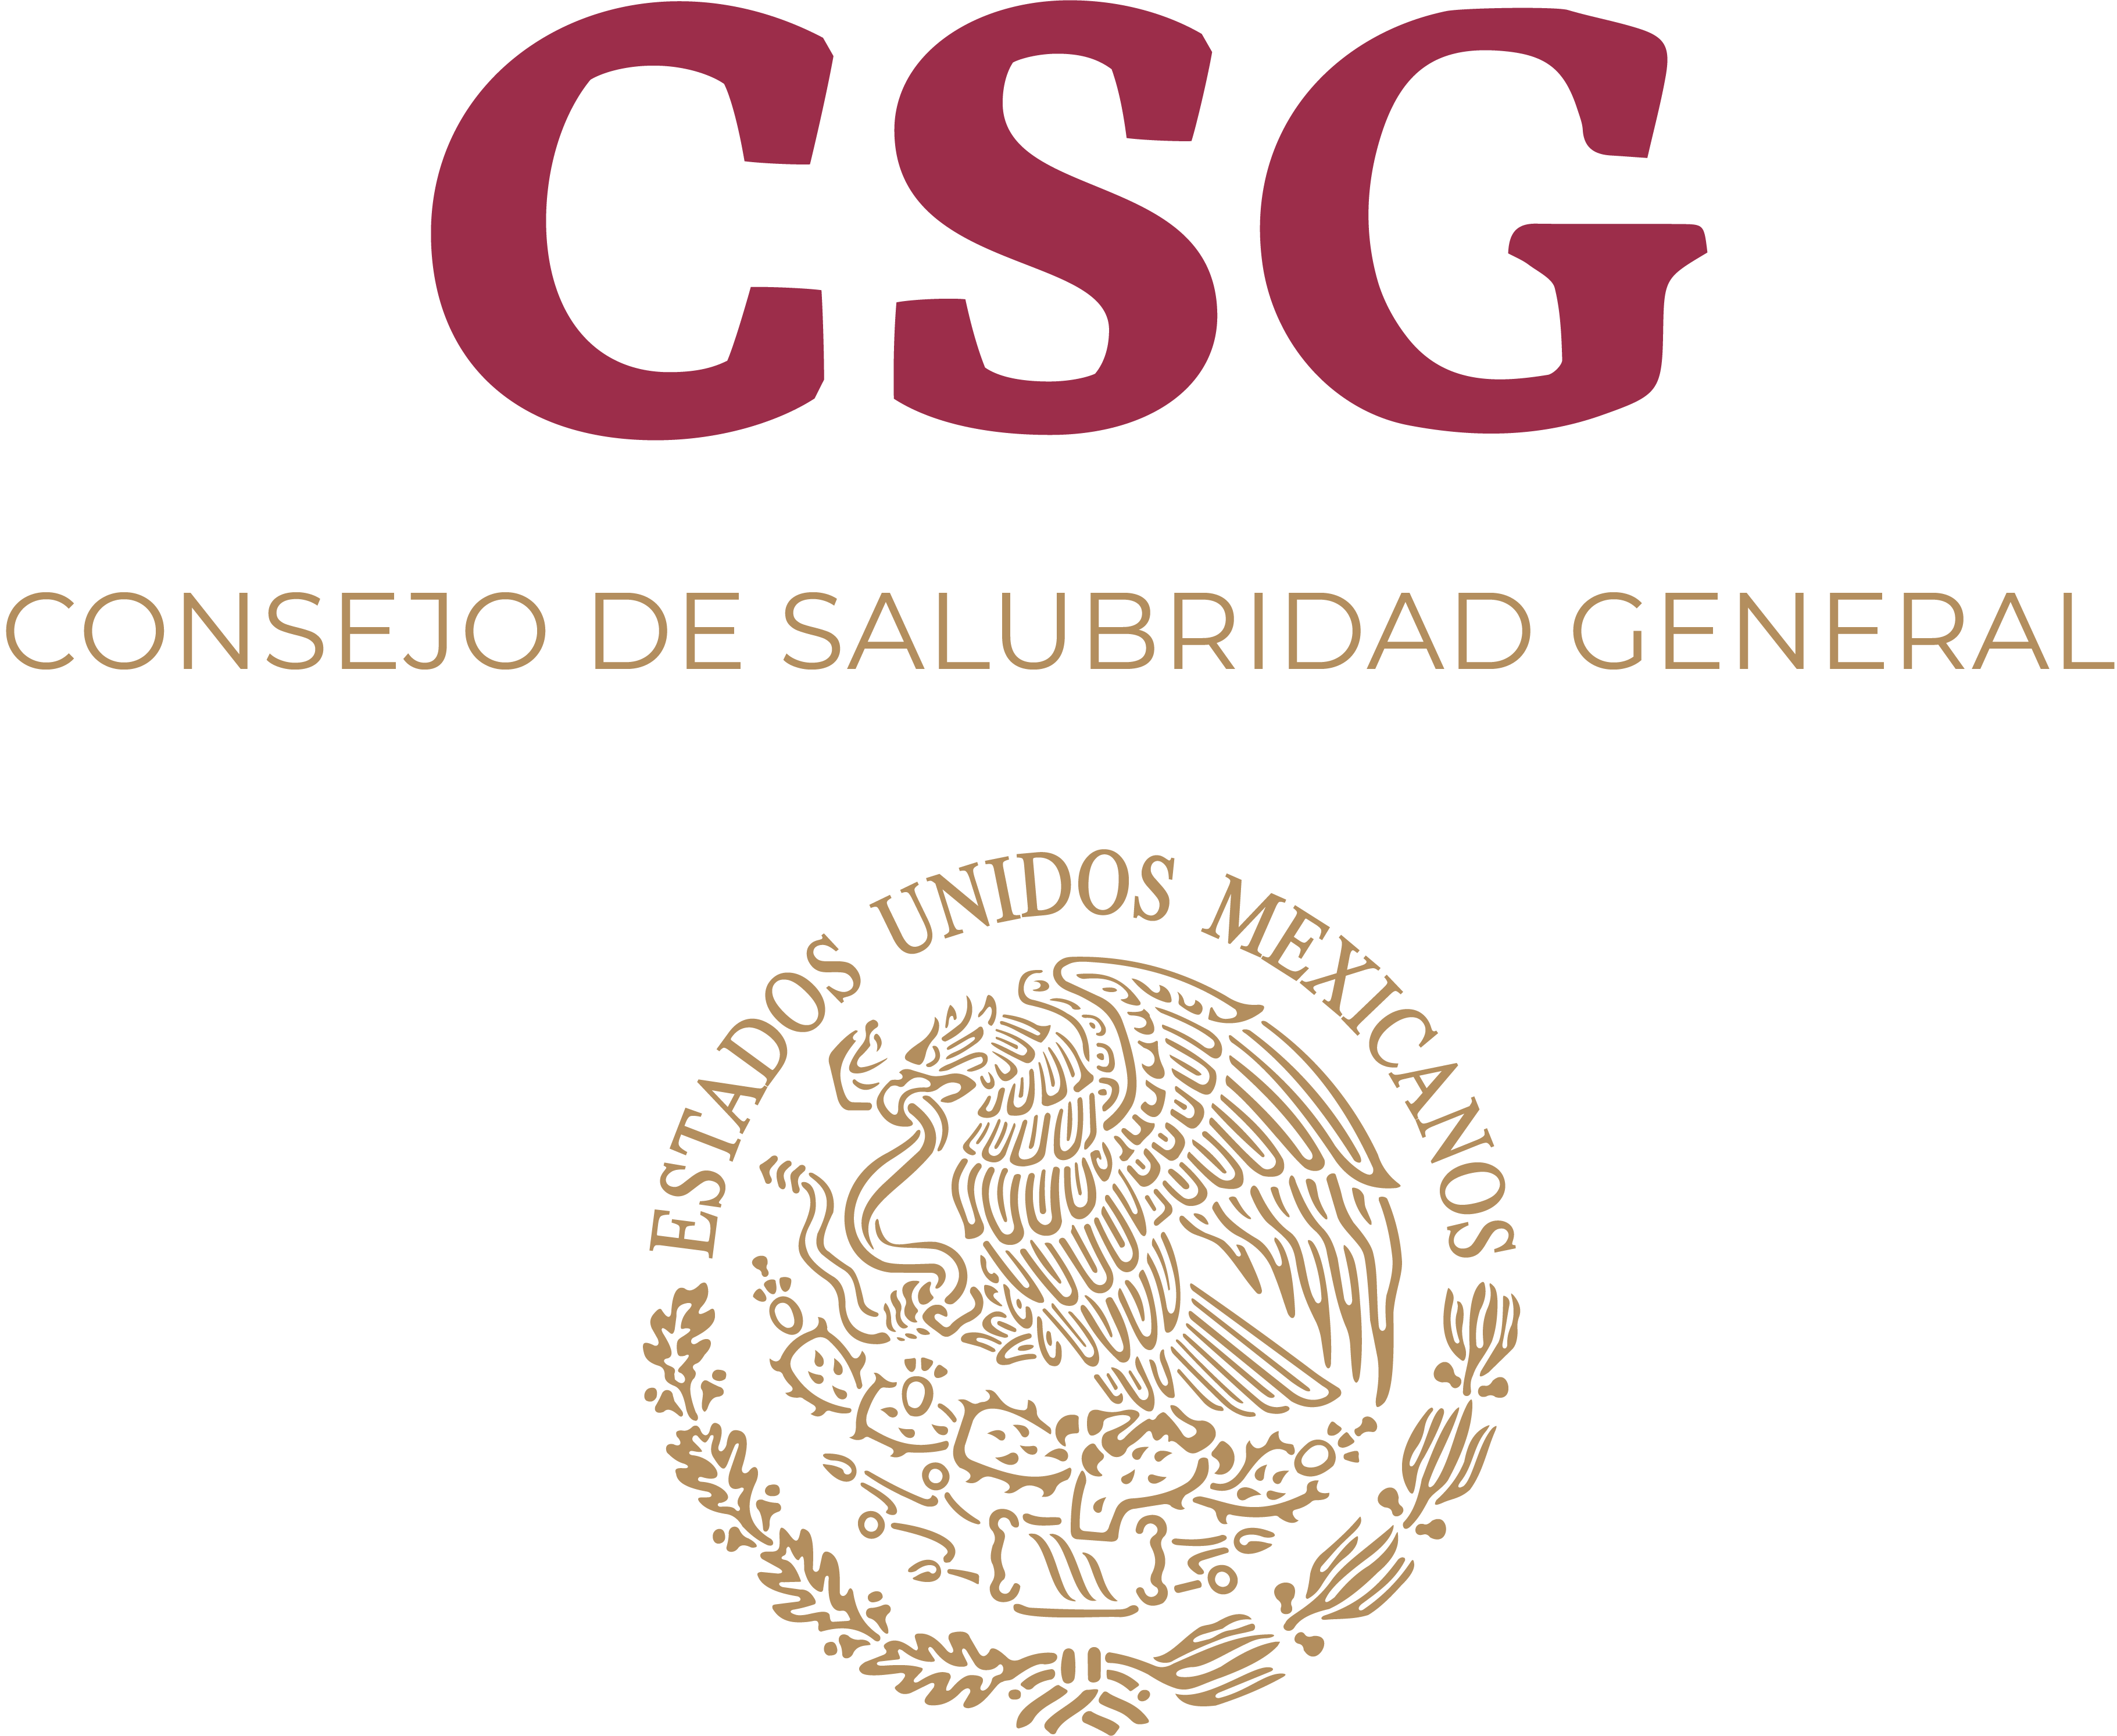 CSG
CONSEJO DE SALUBRIDAD GENERAL
ESTADOS UNIDOS MEXICANOS